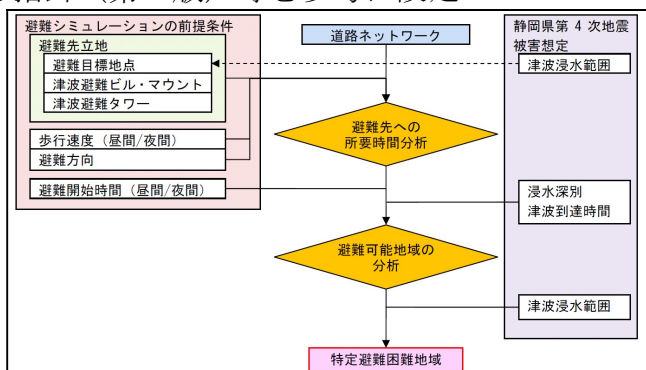 避難シミュレーションの前提条件
避難先立地
避難目標地点
津波避難ビル・マウント
津波避難タワー
歩行速度（昼間/夜間）
避難方向
避難開始時間（昼間/夜間）
道路ネットワーク
避難先への
所要時間分析
避難可能地域の
分析
特定避難困難地域
静岡県第 4 次地震
被害想定
津波浸水範囲
浸水深別
津波到達時間
津波浸水範囲